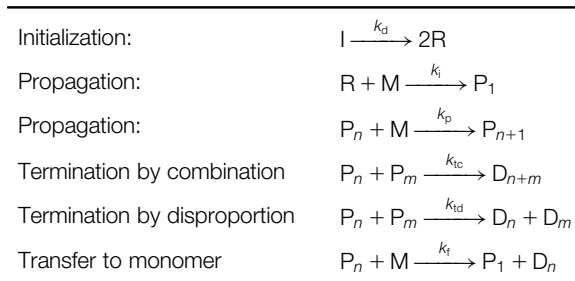 Initialization: I —k_d→ 2R
Propagation: R + M —k_i→ P_1
Propagation: P_n + M —k_p→ P_{n+1}
Termination by combination P_n + P_m —k_tc→ D_{n+m}
Termination by disproportion P_n + P_m —k_td→ D_n + D_m
Transfer to monomer P_n + M —k_f→ P_1 + D_n